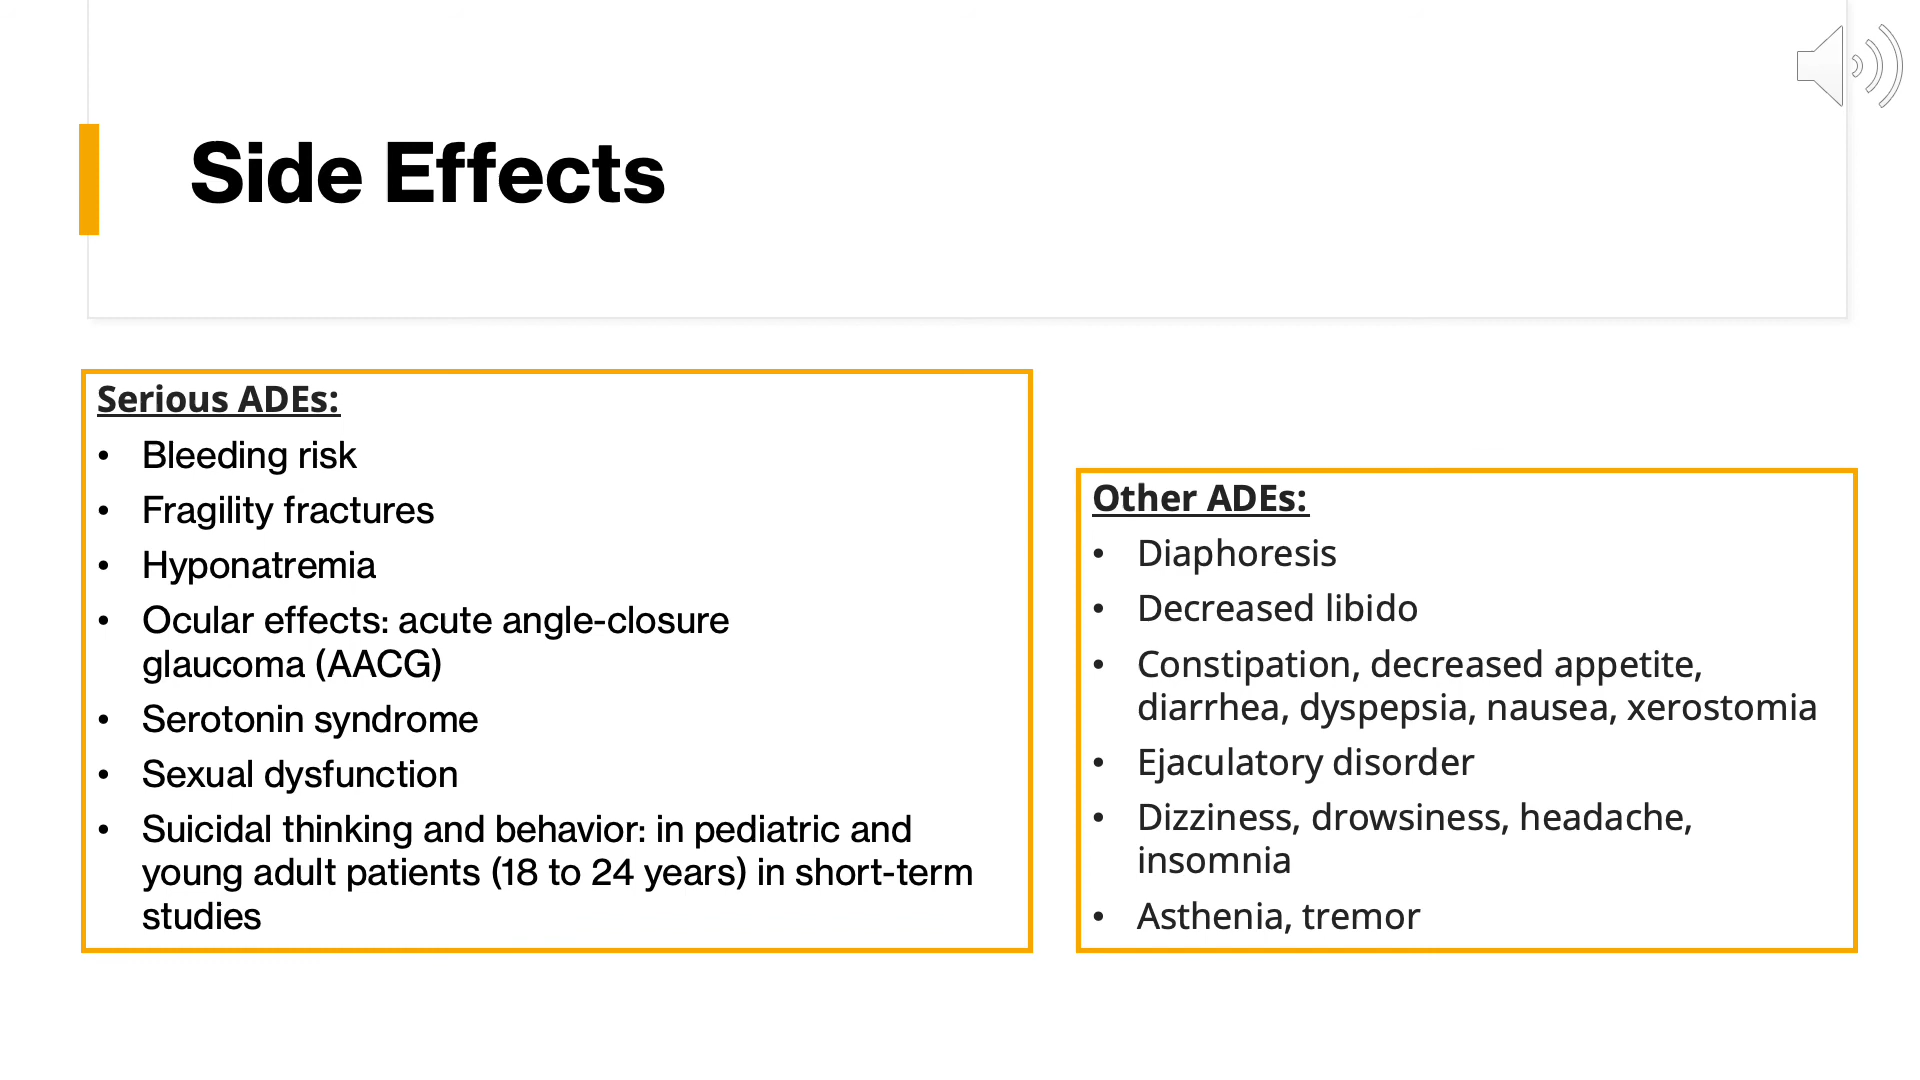 Side Effects
Serious ADEs:
• Bleeding risk
• Fragility fractures
• Hyponatremia
• Ocular effects: acute angle-closure
glaucoma (AACG)
• Serotonin syndrome
• Sexual dysfunction
• Suicidal thinking and behavior: in pediatric and
young adult patients (18 to 24 years) in short-term
studies
Other ADEs:
• Diaphoresis
• Decreased libido
• Constipation, decreased appetite,
diarrhea, dyspepsia, nausea, xerostomia
• Ejaculatory disorder
• Dizziness, drowsiness, headache,
insomnia
• Asthenia, tremor